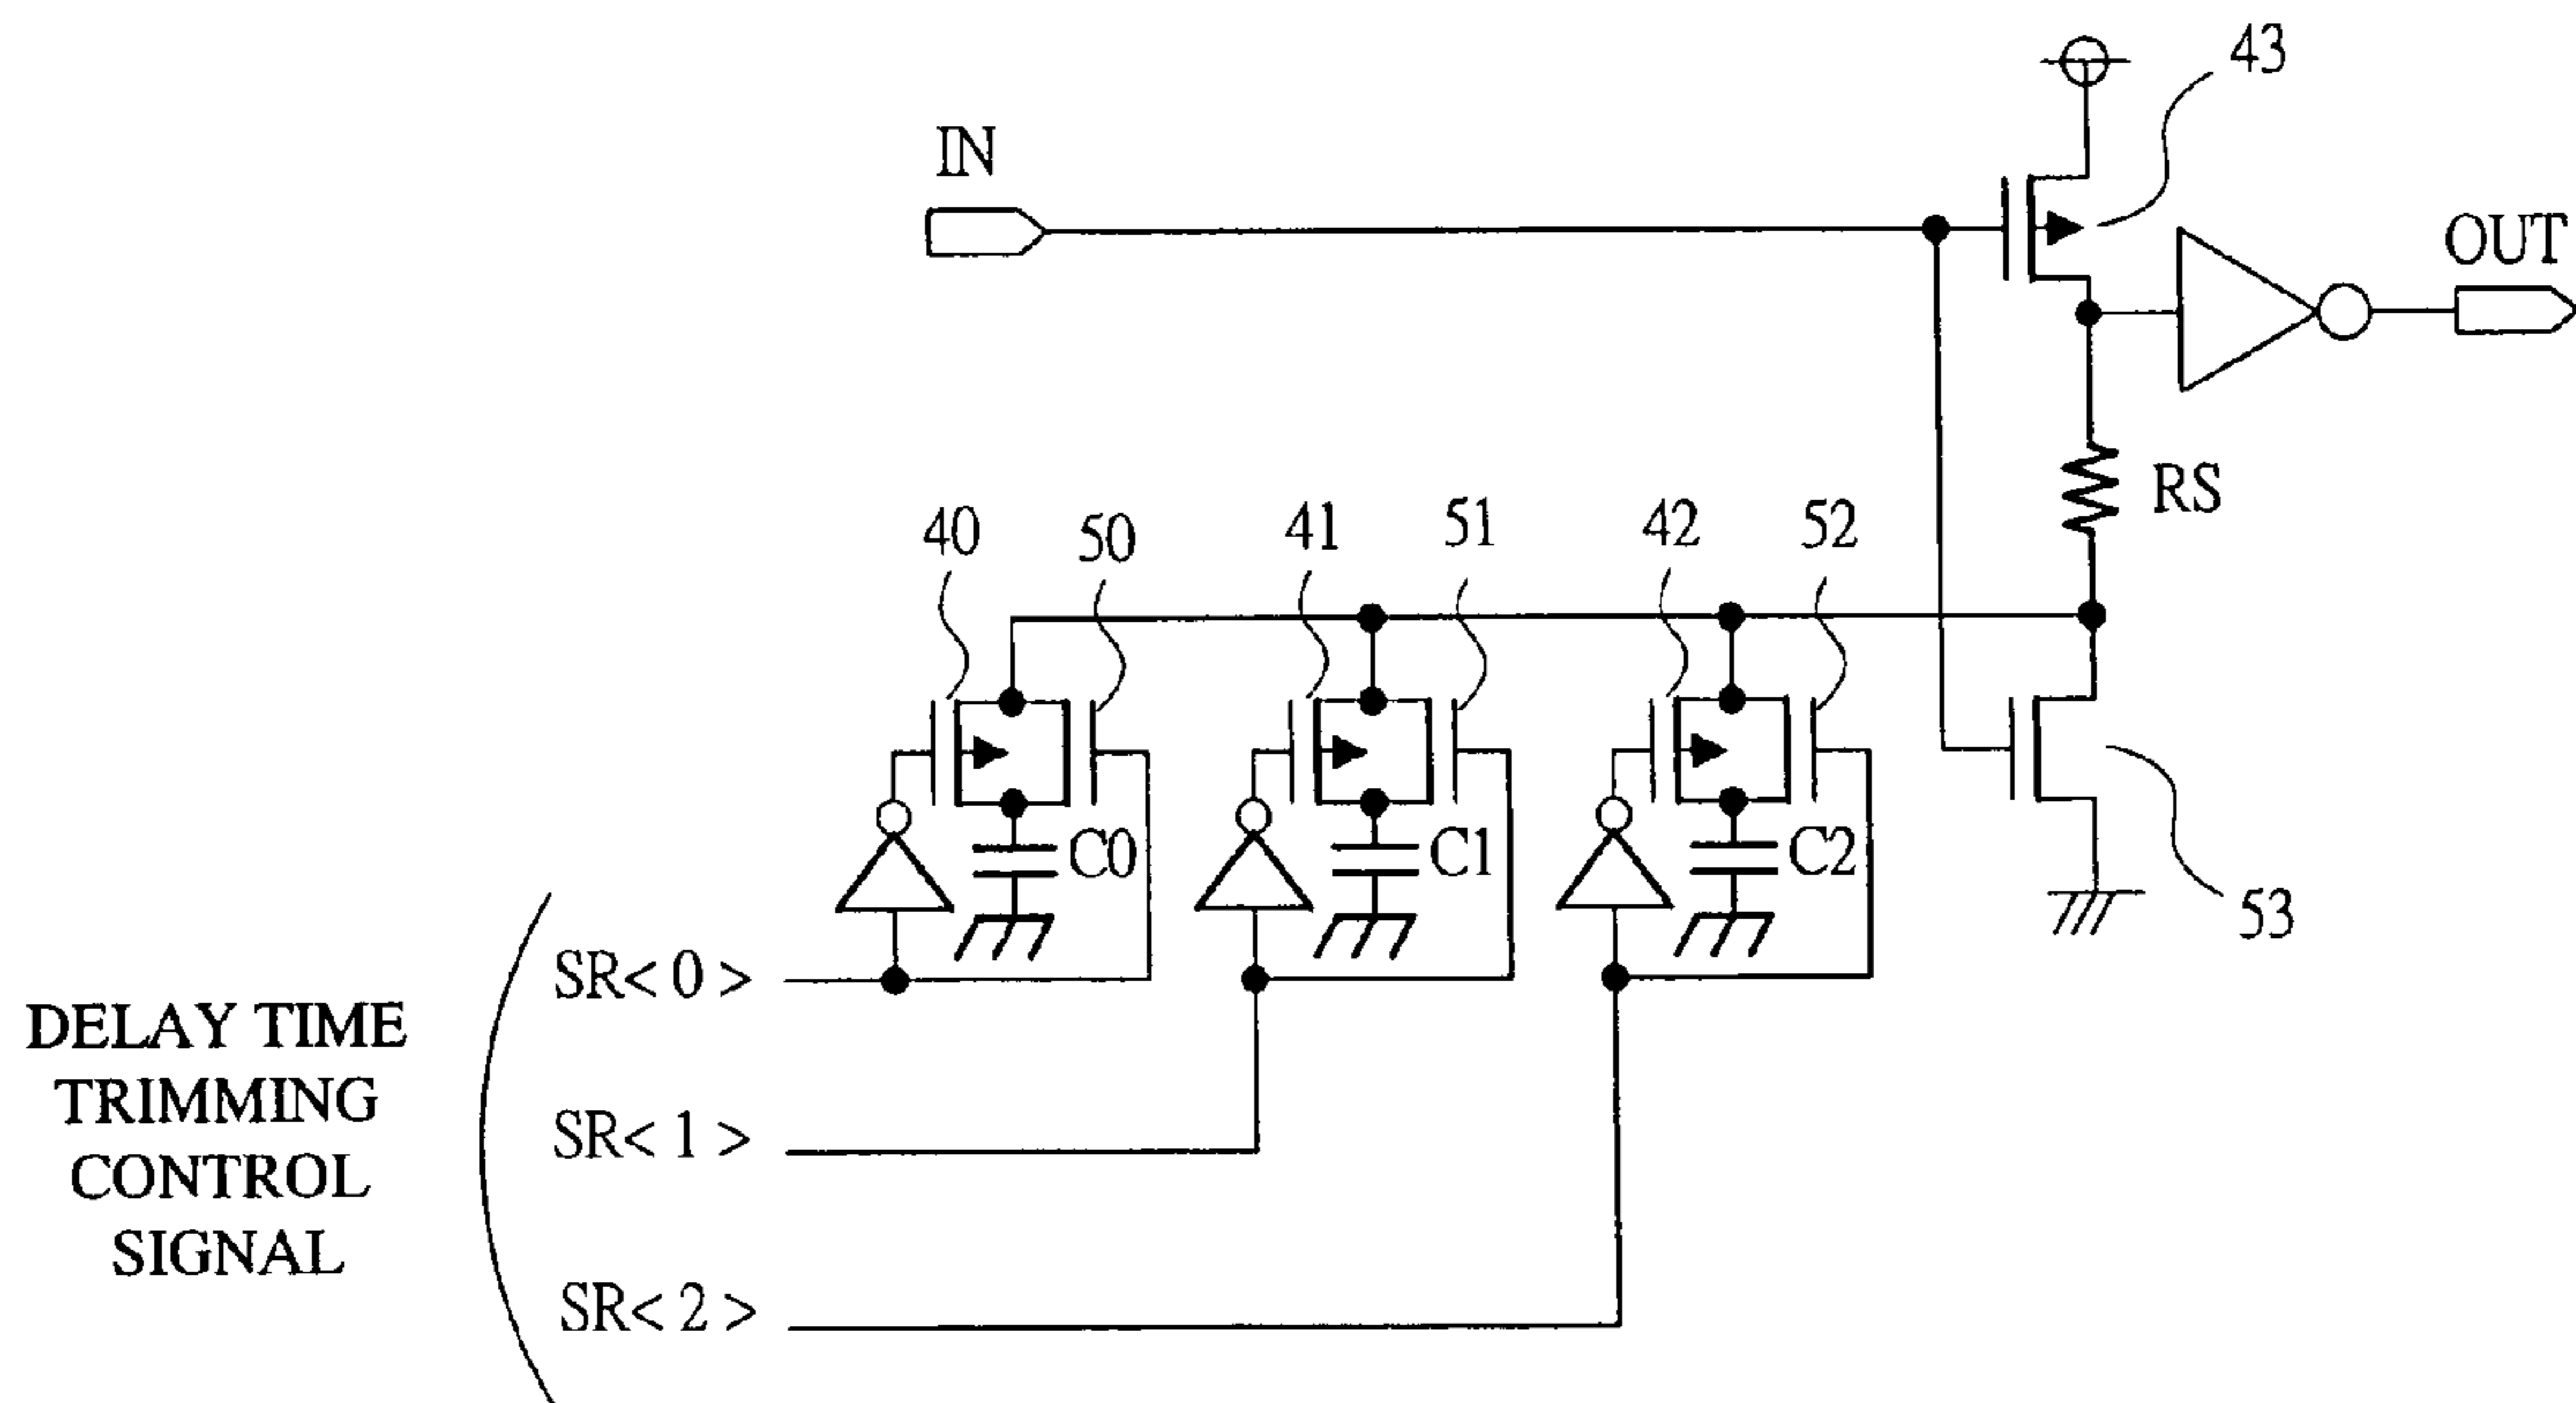 43
IN
OUT
RS
40
50
41
51
42
52
C0
C1
C2
53
SR< 0 >
SR< 1 >
SR< 2 >
DELAY TIME
TRIMMING
CONTROL
SIGNAL